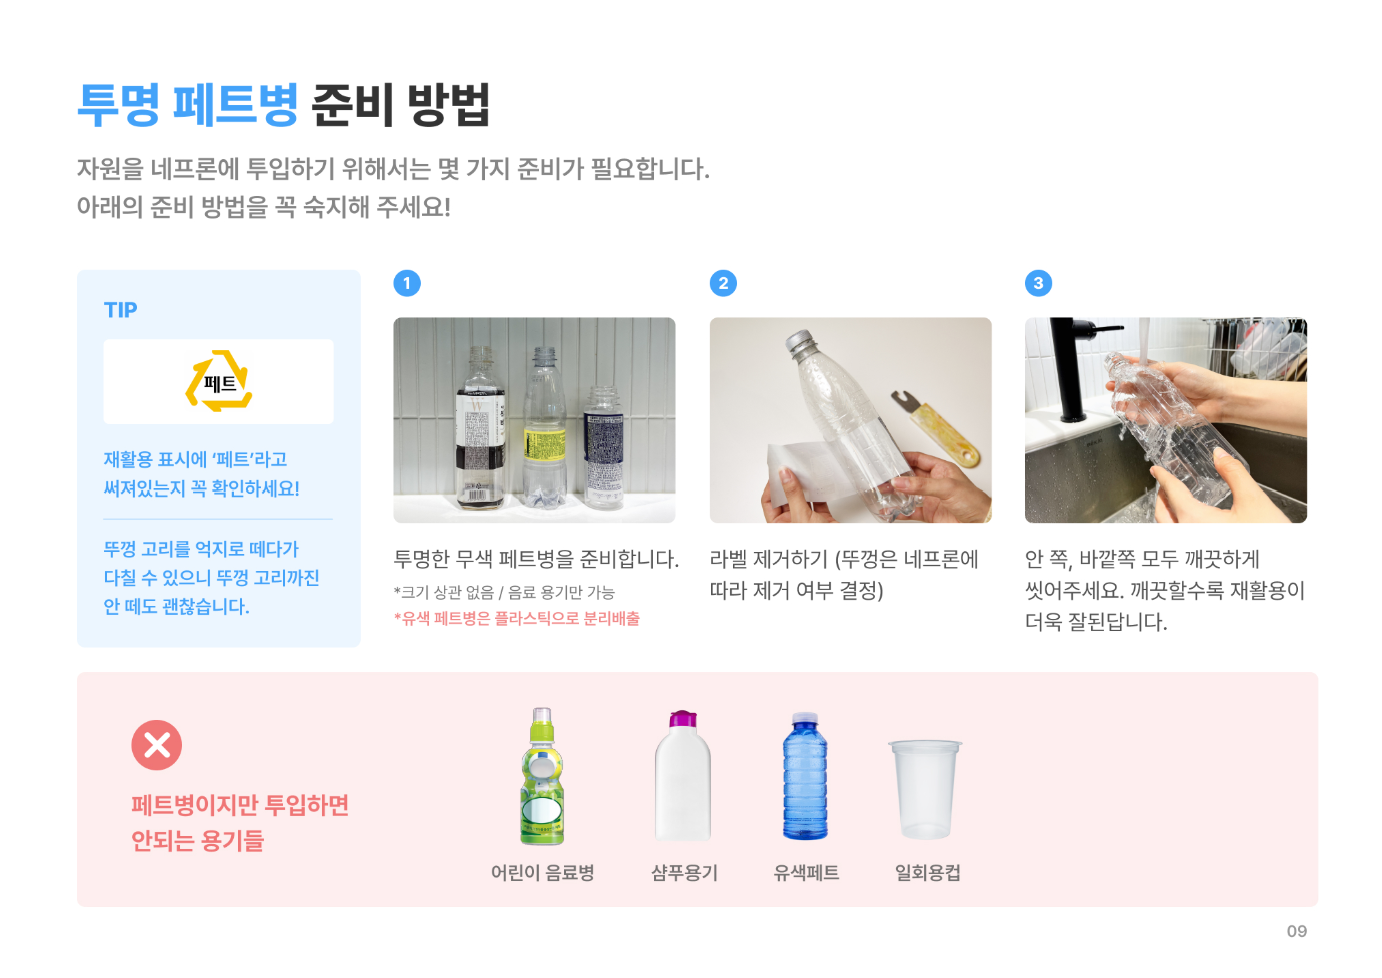 투명 페트병 준비 방법
자원을 네프론에 투입하기 위해서는 몇 가지 준비가 필요합니다.
아래의 준비 방법을 꼭 숙지해 주세요!
TIP
페트
재활용 표시에 ‘페트’라고
써져있는지 꼭 확인하세요!
뚜껑 고리를 억지로 떼다가
다칠 수 있으니 뚜껑 고리까진
안 떼도 괜찮습니다.
1
투명한 무색 페트병을 준비합니다.
*크기 상관 없음 / 음료 용기만 가능
*유색 페트병은 플라스틱으로 분리배출
2
라벨 제거하기 (뚜껑은 네프론에
따라 제거 여부 결정)
3
안 쪽, 바깥쪽 모두 깨끗하게
씻어주세요. 깨끗할수록 재활용이
더욱 잘된답니다.
페트병이지만 투입하면
안되는 용기들
어린이 음료병
샴푸용기
유색페트
일회용컵
09